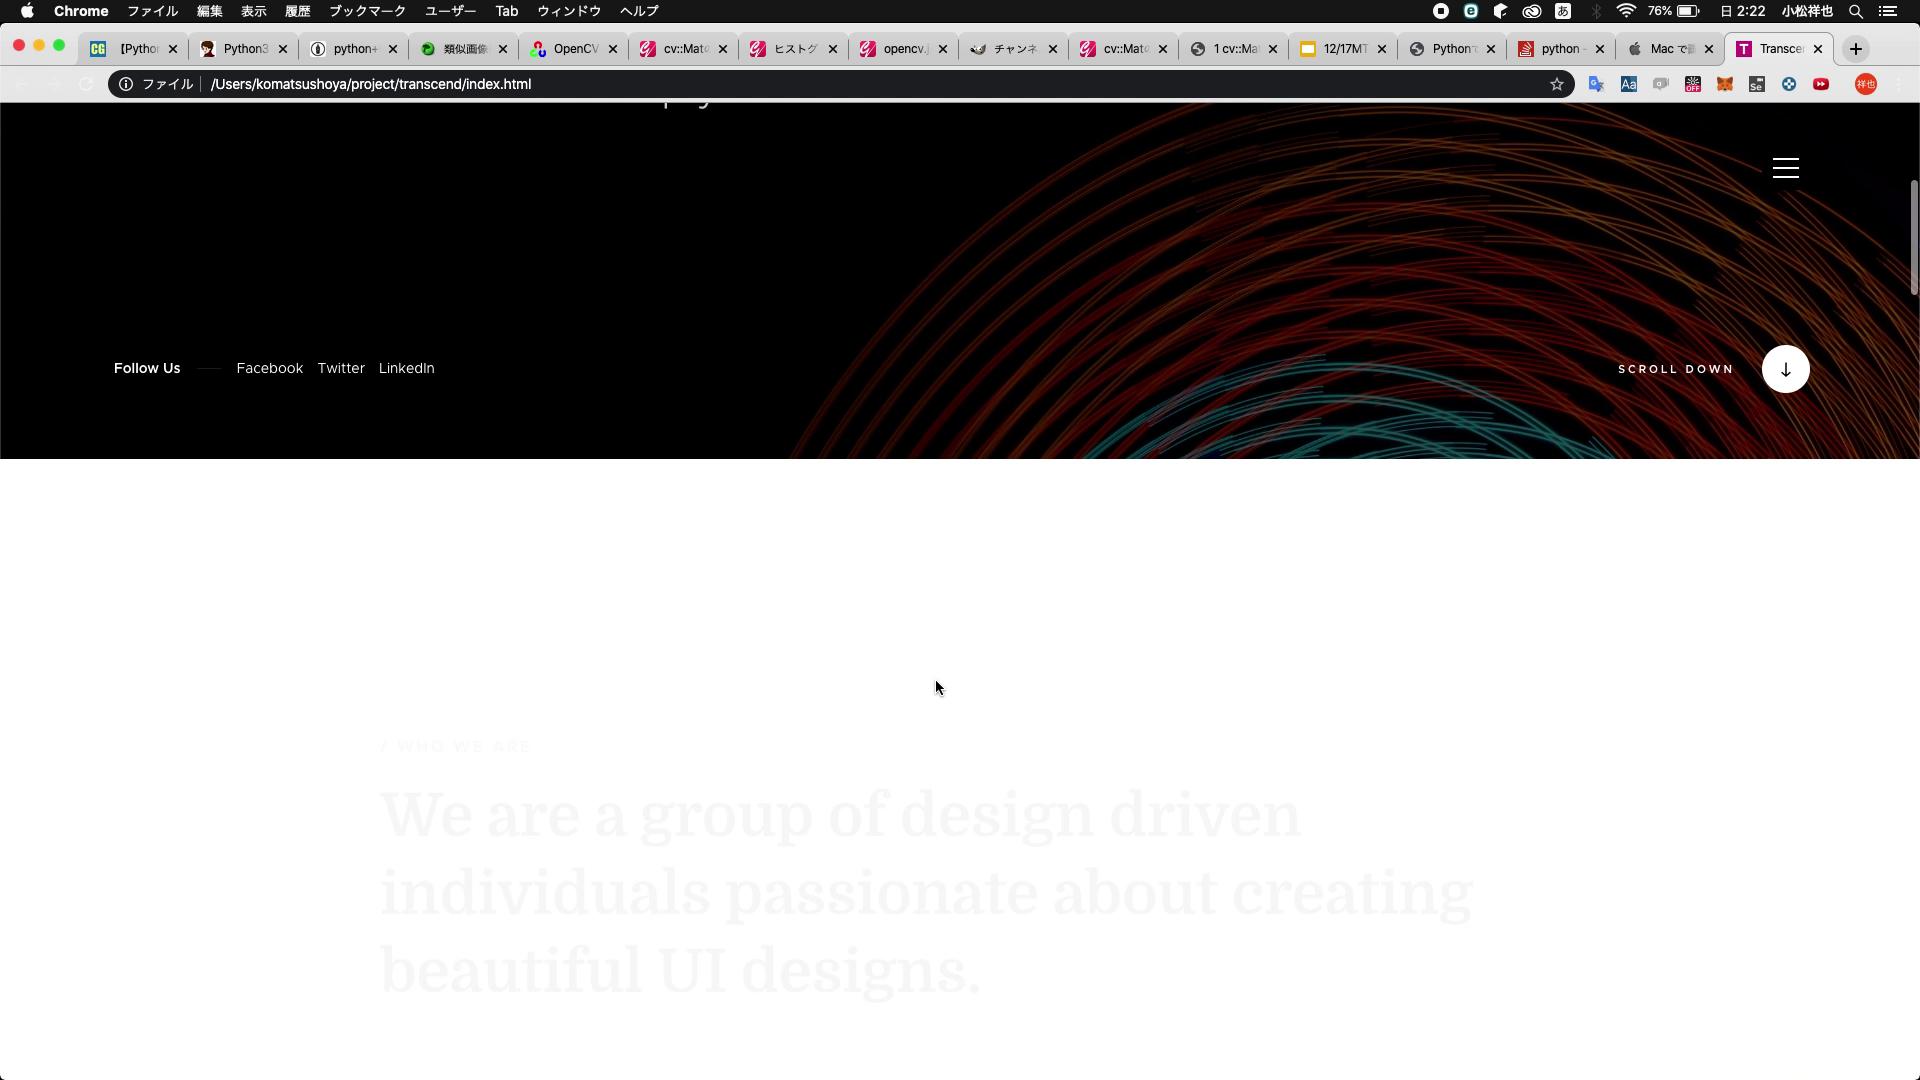 Chrome ファイル 編集 表示 履歴 ブックマーク ユーザー Tab ウィンドウ ヘルプ 76% 日 2:22 小松祥也
【Pytho Python3 python+ 類似画像 OpenCV cv::Mat ヒストグ opencv. チャンネ cv::Mat 1 cv::Ma 12/17MT Python python - Mac で Transce
ファイル /Users/komatsushoya/project/transcend/index.html 祥也
Follow Us Facebook Twitter LinkedIn SCROLL DOWN
/ WHO WE ARE
We are a group of design driven
individuals passionate about creating
beautiful UI designs.